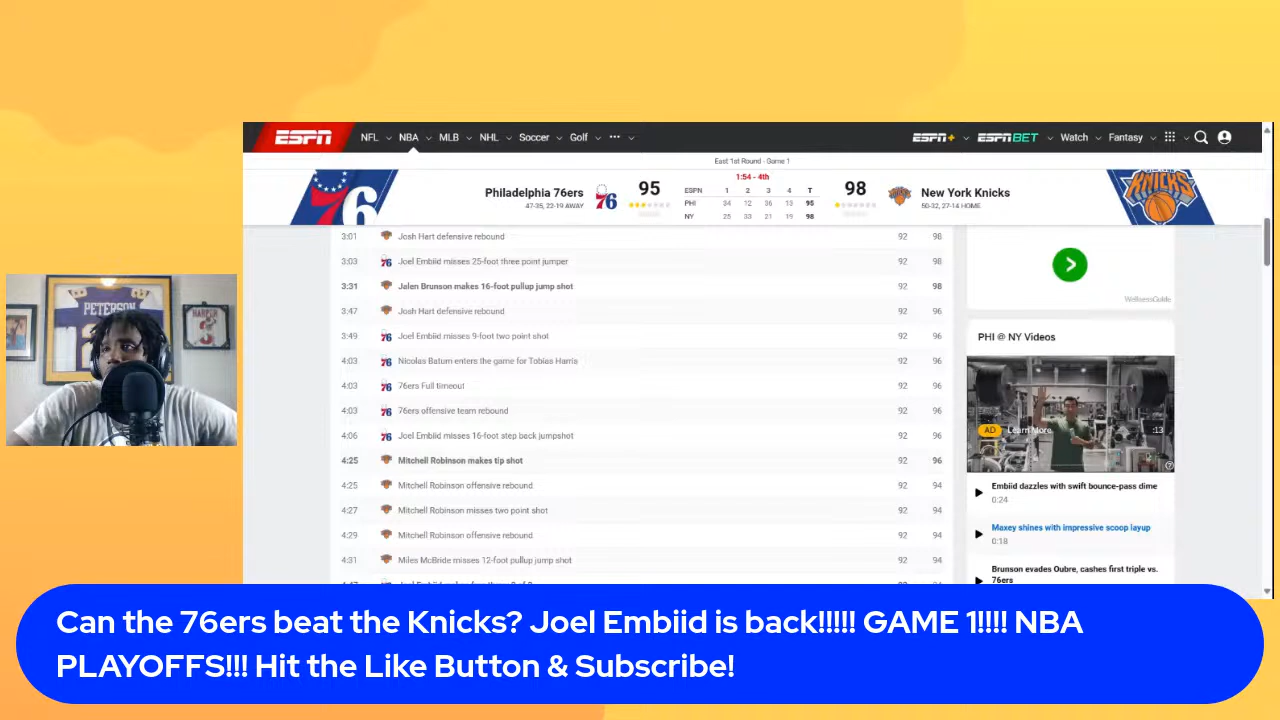 ESPN NFL NBA MLB NHL Soccer Golf ESPN+ ESPN BET Watch Fantasy
East 1st Round - Game 1
1:54 - 4th
Philadelphia 76ers
47-35, 22-19 AWAY
76
95
ESPN 1 2 3 4 T
PHI 34 12 36 13 95
NY 25 33 21 19 98
98
New York Knicks
50-32, 27-14 HOME
KNICKS
3:01 Josh Hart defensive rebound 92 98
3:03 Joel Embiid misses 25-foot three point jumper 92 98
3:31 Jalen Brunson makes 16-foot pullup jump shot 92 98
3:47 Josh Hart defensive rebound 92 96
3:49 Joel Embiid misses 9-foot two point shot 92 96
4:03 Nicolas Batum enters the game for Tobias Harris 92 96
4:03 76ers Full timeout 92 96
4:03 76ers offensive team rebound 92 96
4:06 Joel Embiid misses 16-foot step back jumpshot 92 96
4:25 Mitchell Robinson makes tip shot 92 96
4:25 Mitchell Robinson offensive rebound 92 94
4:27 Mitchell Robinson misses two point shot 92 94
4:29 Mitchell Robinson offensive rebound 92 94
4:31 Miles McBride misses 12-foot pullup jump shot 92 94
WellnessGuide
PHI @ NY Videos
AD Learn More :13
Embiid dazzles with swift bounce-pass dime
0:24
Maxey shines with impressive scoop layup
0:18
Brunson evades Oubre, cashes first triple vs.
76ers
PETERSON
HARPER
3
Can the 76ers beat the Knicks? Joel Embiid is back!!!!! GAME 1!!!! NBA
PLAYOFFS!!! Hit the Like Button & Subscribe!